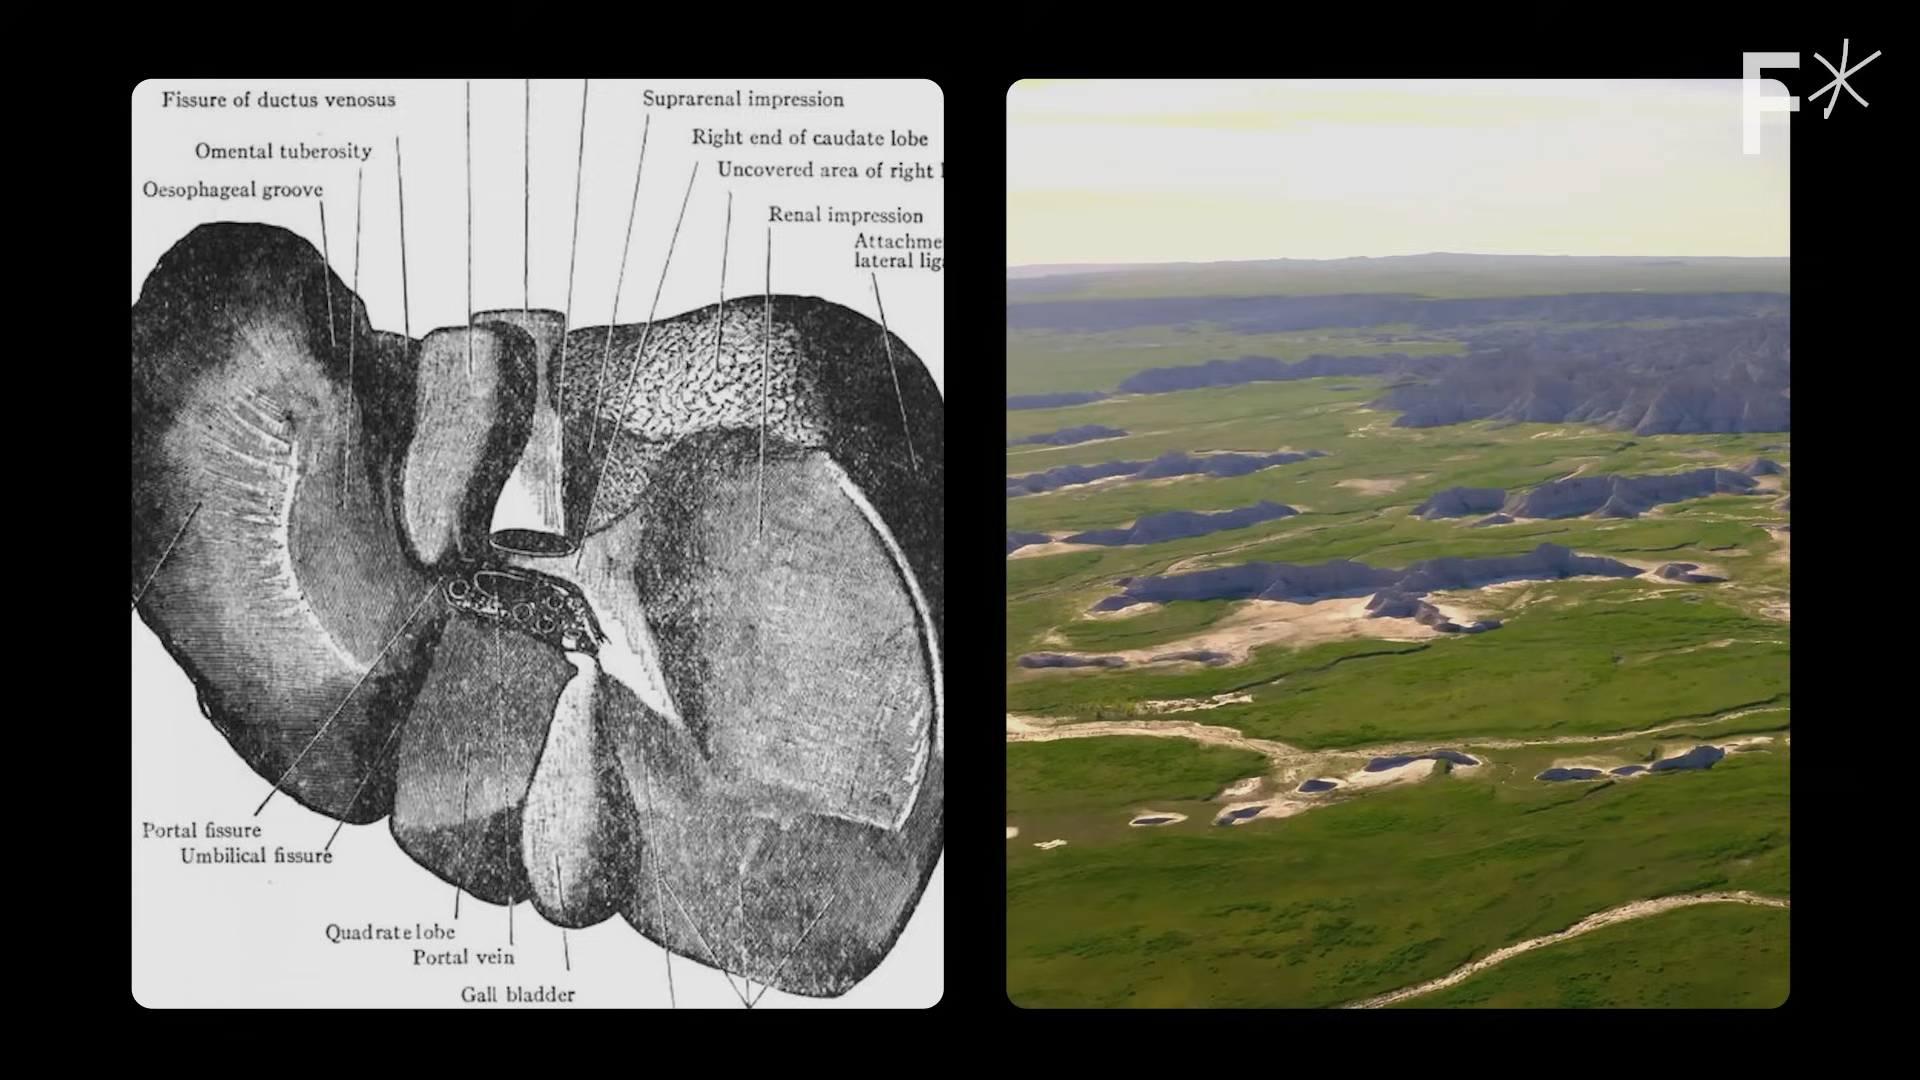 Fissure of ductus venosus
Omental tuberosity
Oesophageal groove
Suprarenal impression
Right end of caudate lobe
Uncovered area of right
Renal impression
Attachme
lateral lig
Portal fissure
Umbilical fissure
Quadrate lobe
Portal vein
Gall bladder
F*